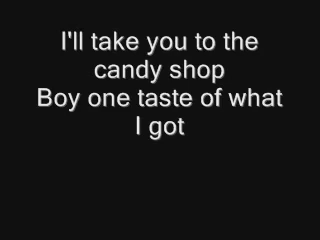 I'll take you to the
candy shop
Boy one taste of what
I got